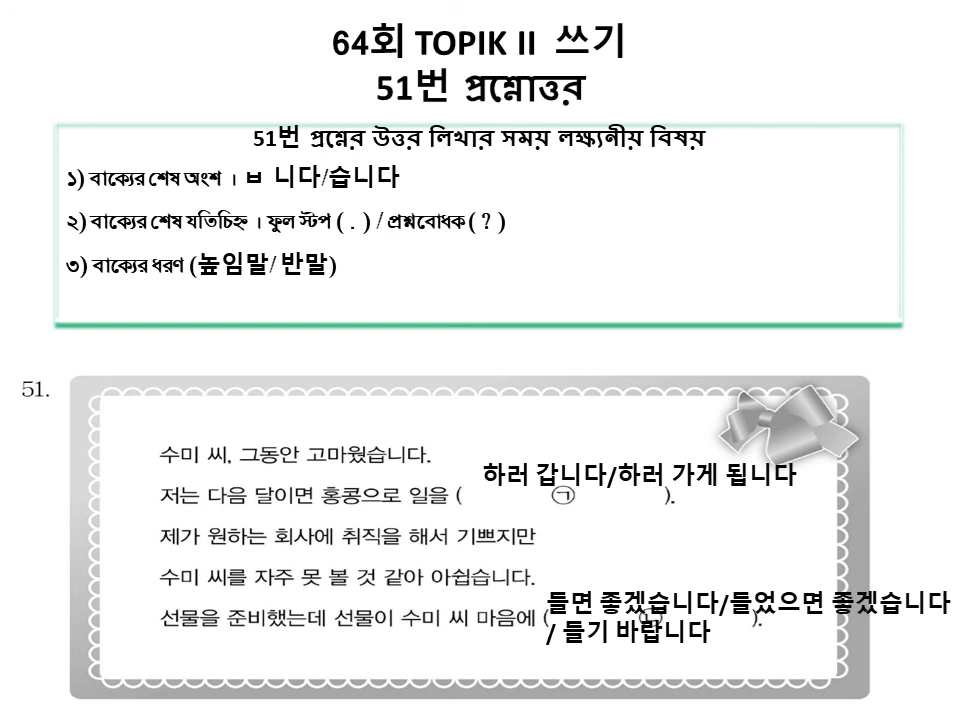 64회 TOPIK II 쓰기
51번 প্রশ্নোত্তর
51번 প্রশ্নের উত্তর লিখার সময় লক্ষ্যনীয় বিষয়
১) বাক্যের শেষ অংশ । ㅂ 니다/습니다
২) বাক্যের শেষ যতিচিহ্ন । ফুল স্টপ ( . ) / প্রশ্নবোধক ( ? )
৩) বাক্যের ধরণ (높임말/ 반말)
51.
수미 씨, 그동안 고마웠습니다.
하러 갑니다/하러 가게 됩니다
저는 다음 달이면 홍콩으로 일을 ( ㉠ ).
제가 원하는 회사에 취직을 해서 기쁘지만
수미 씨를 자주 못 볼 것 같아 아쉽습니다.
들면 좋겠습니다/들었으면 좋겠습니다
선물을 준비했는데 선물이 수미 씨 마음에 ( ㉡ ).
/ 들기 바랍니다